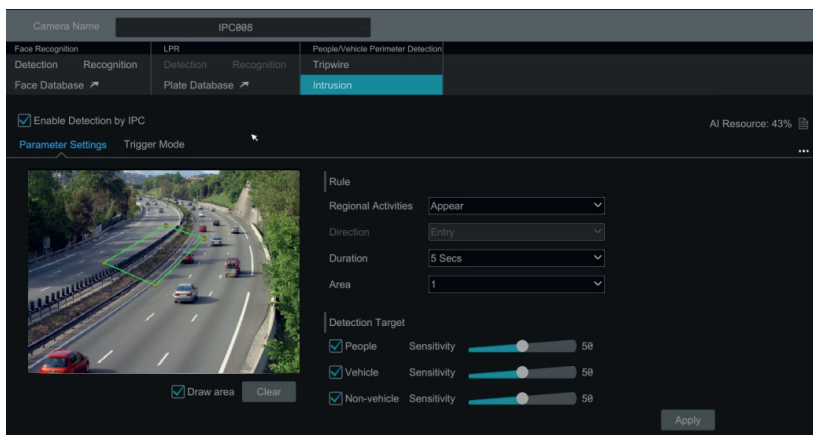 Camera Name IPC008
Face Recognition LPR People/Vehicle Perimeter Detection
Detection Recognition Detection Recognition Tripwire
Face Database Plate Database Intrusion
Enable Detection by IPC
AI Resource: 43%
Parameter Settings Trigger Mode
Rule
Regional Activities Appear
Direction Entry
Duration 5 Secs
Area 1
Detection Target
People Sensitivity 50
Vehicle Sensitivity 50
Non-vehicle Sensitivity 50
Draw area Clear
Apply